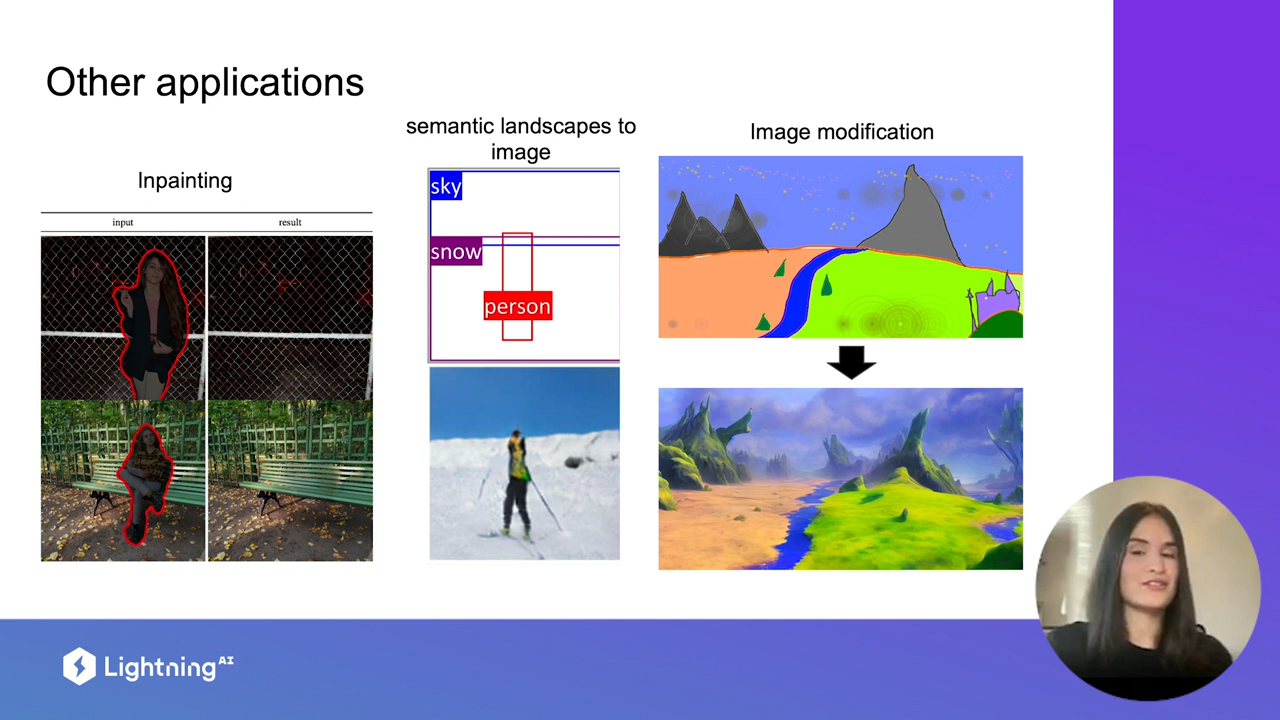 Other applications
Inpainting
input
result
semantic landscapes to
image
sky
snow
person
Image modification
Lightning AI